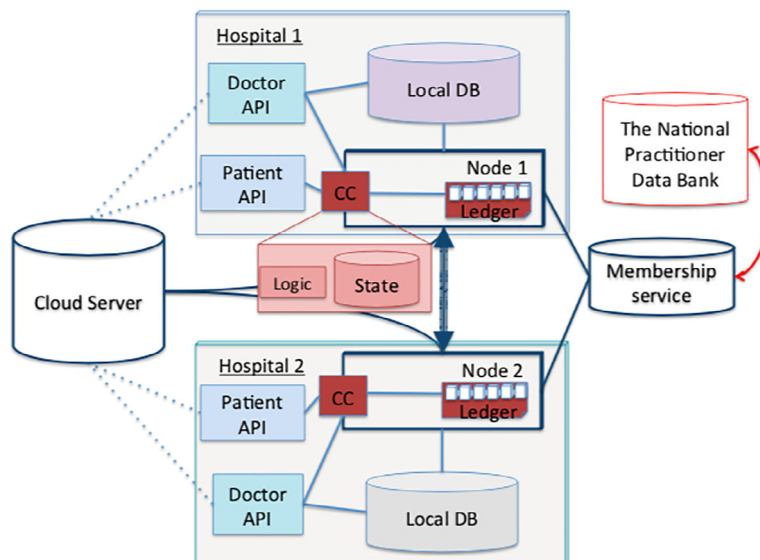 Hospital 1
Doctor
API
Local DB
Patient
API
CC
Node 1
Ledger
The National
Practitioner
Data Bank
Logic
State
Cloud Server
Membership
service
Hospital 2
Patient
API
CC
Node 2
Ledger
Doctor
API
Local DB